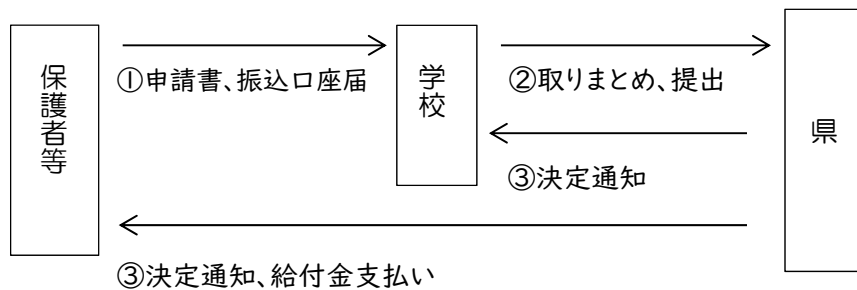 保護者等
①申請書、振込口座届
学校
②取りまとめ、提出
県
③決定通知
③決定通知、給付金支払い